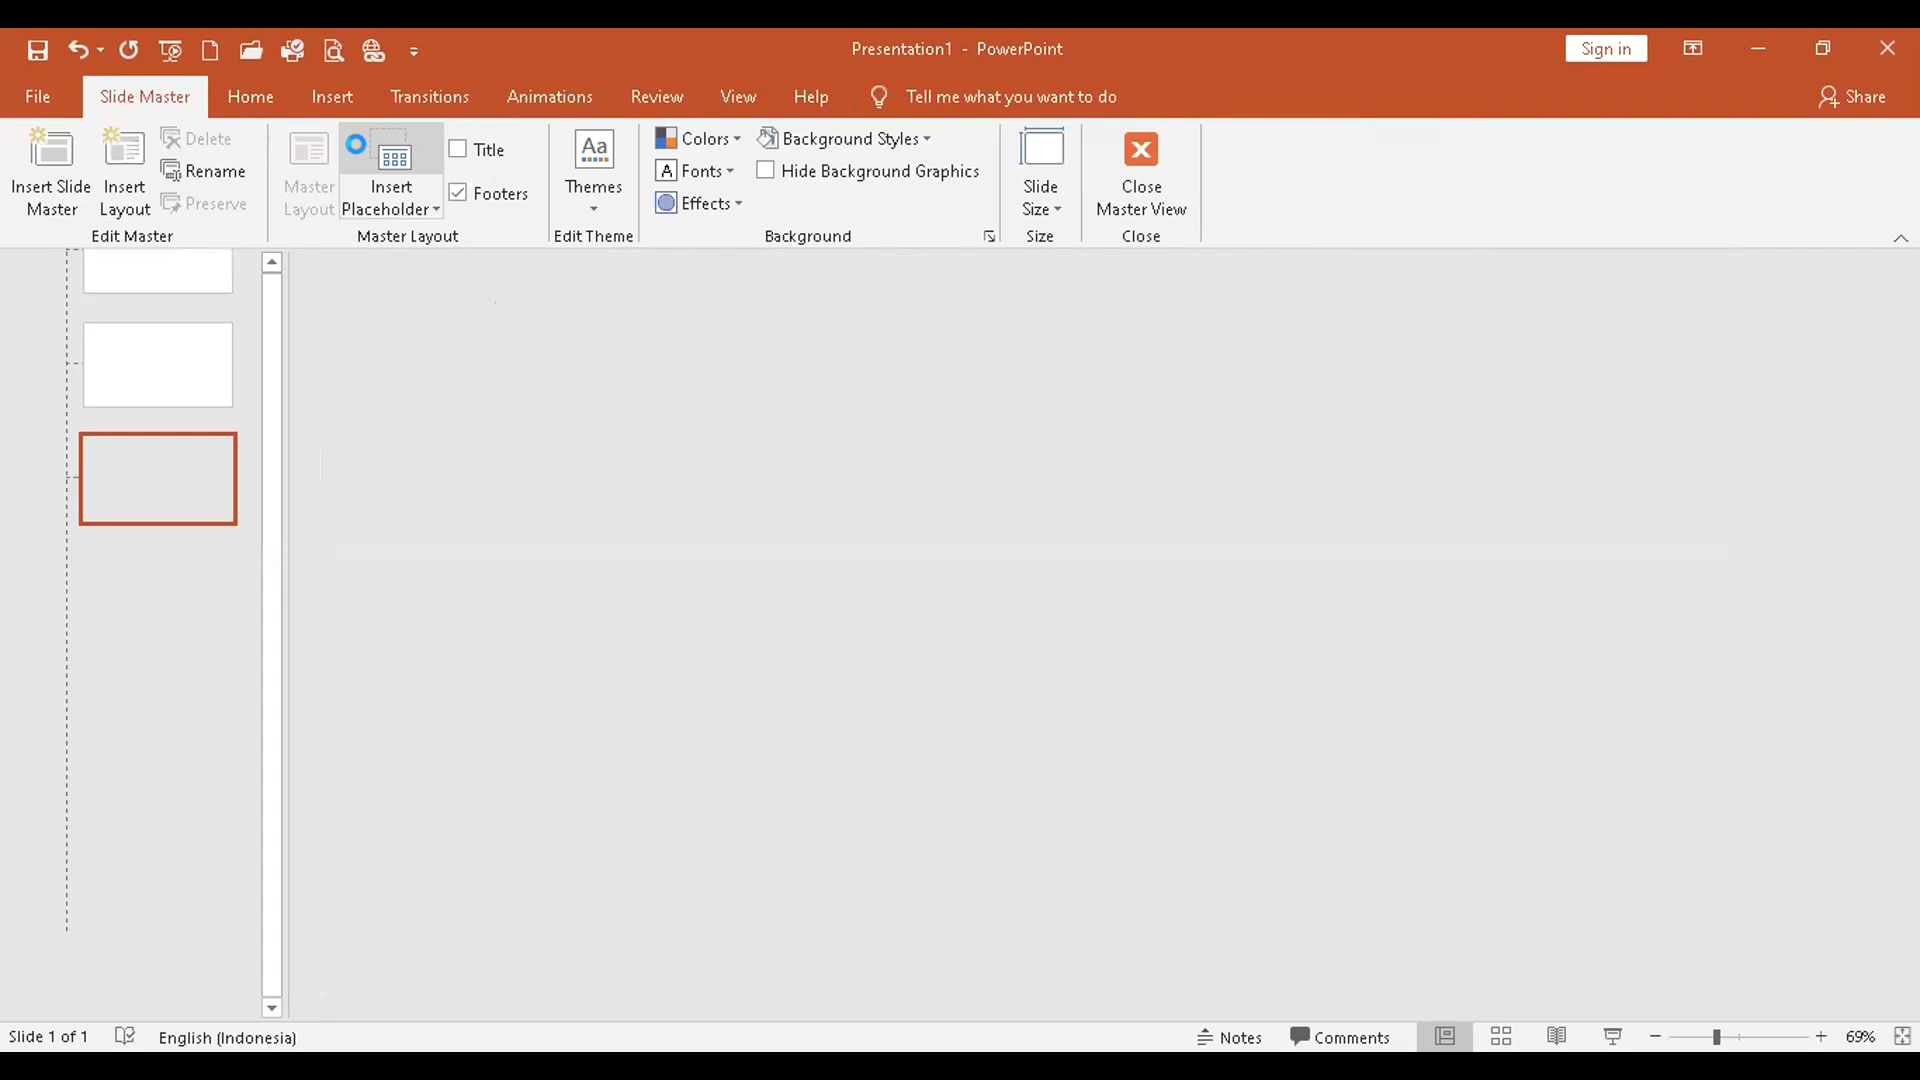 Presentation1 - PowerPoint
Sign in
File
Slide Master
Home
Insert
Transitions
Animations
Review
View
Help
Tell me what you want to do
Share
Insert Slide
Master
Insert
Layout
Delete
Rename
Preserve
Edit Master
Master
Layout
Insert
Placeholder
Title
Footers
Master Layout
Aa
Themes
Edit Theme
Colors
A Fonts
Effects
Background Styles
Hide Background Graphics
Background
Slide
Size
Size
Close
Master View
Close
Slide 1 of 1
English (Indonesia)
Notes
Comments
69%